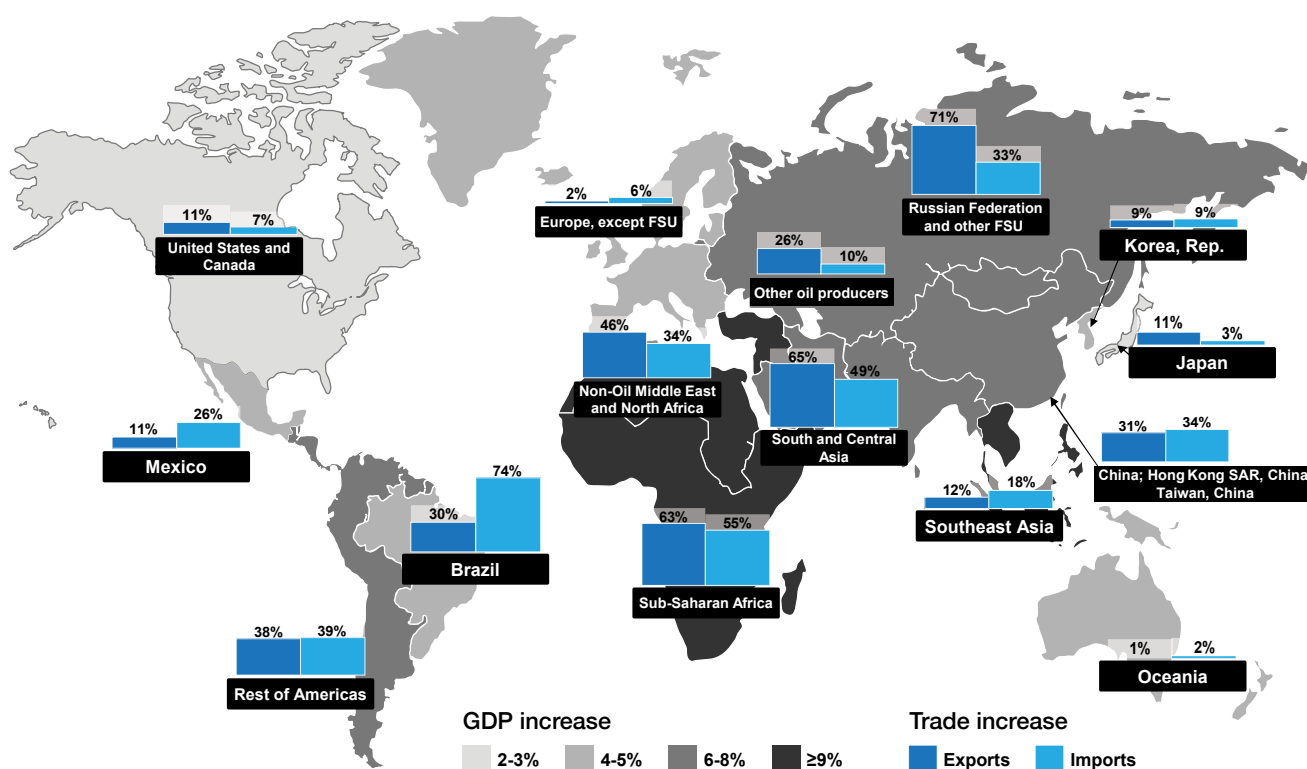 71%
33%
Russian Federation
and other FSU
2% 6%
Europe, except FSU
11% 7%
United States and
Canada
9% 9%
Korea, Rep.
26% 10%
Other oil producers
46% 34%
Non-Oil Middle East
and North Africa
65% 49%
South and Central
Asia
11% 3%
Japan
11% 26%
Mexico
31% 34%
China; Hong Kong SAR, China
Taiwan, China
12% 18%
Southeast Asia
30% 74%
Brazil
63% 55%
Sub-Saharan Africa
38% 39%
Rest of Americas
1% 2%
Oceania
GDP increase
2-3% 4-5% 6-8% ≥9%
Trade increase
Exports Imports